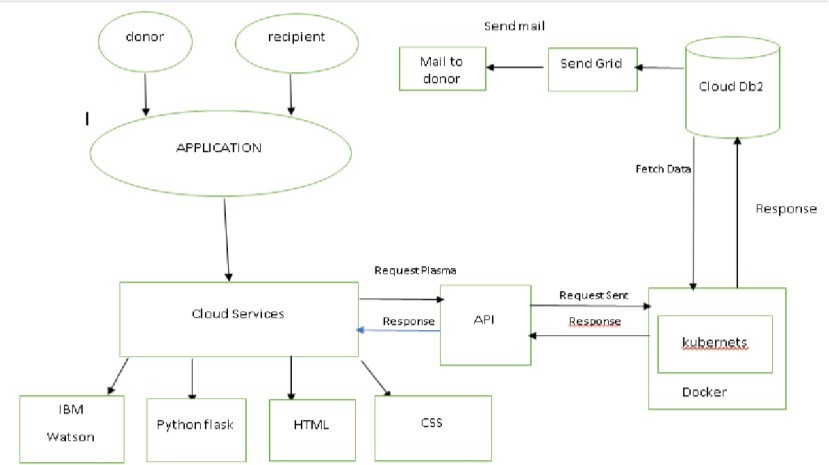 Send mail
donor
recipient
Mail to
donor
Send Grid
Cloud Db2
APPLICATION
Fetch Data
Response
Request Plasma
Cloud Services
Response
API
Request Sent
Response
kubernets
Docker
IBM
Watson
Python flask
HTML
CSS